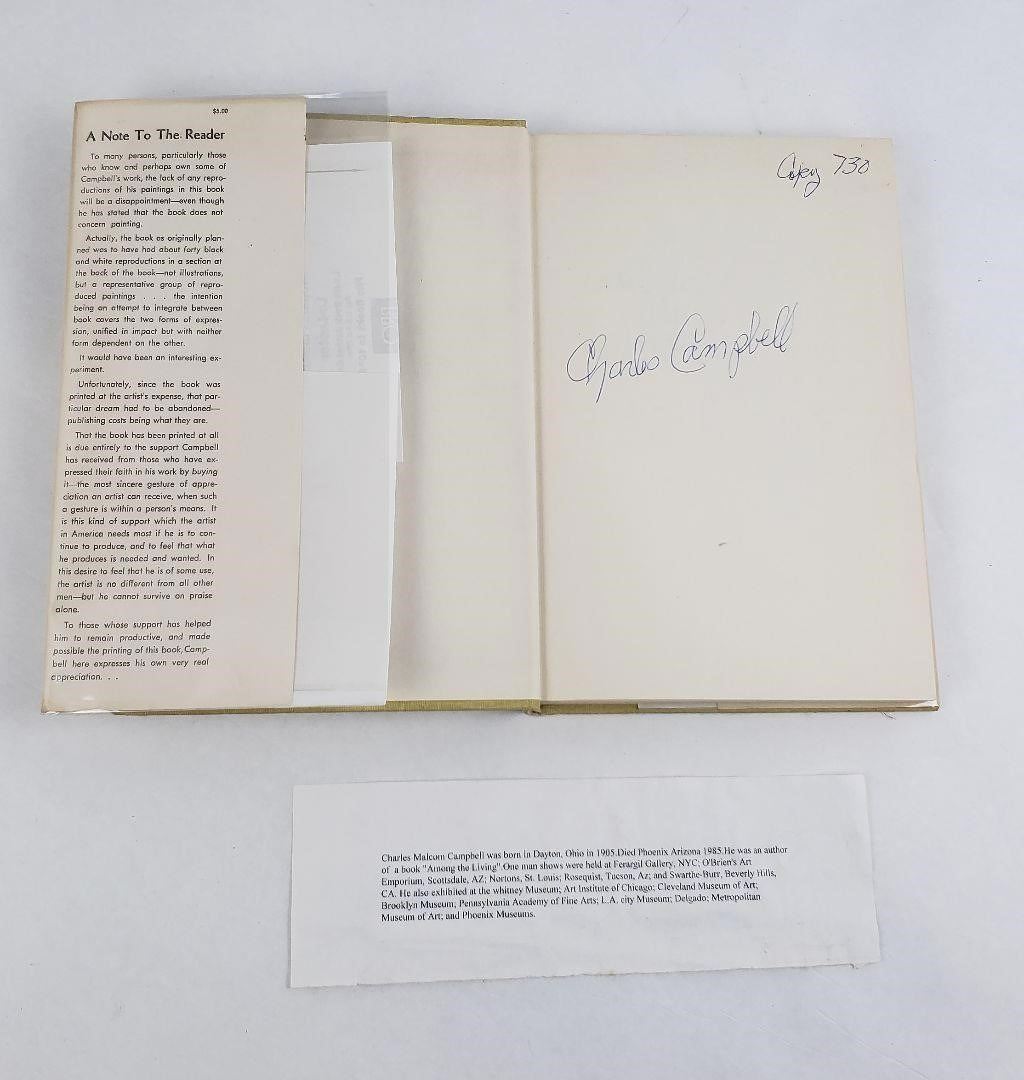 $5.00
A Note To The Reader
To many persons, particularly those
who know and perhaps own some of
Campbell's work, the lack of any repro-
ductions of his paintings in this book
will be a disappointment—even though
he has stated that the book does not
concern painting.
Actually, the book as originally plan-
ned was to have had about forty black
and white reproductions in a section at
the back of the book—not illustrations,
but a representative group of repro-
duced paintings . . . . the intention
being an attempt to integrate between
book covers the two forms of expres-
sion, unified in impact but with neither
form dependent on the other.
It would have been an interesting ex-
periment.
Unfortunately, since the book was
printed at the artist's expense, that par-
ticular dream had to be abandoned—
publishing costs being what they are.
That the book has been printed at all
is due entirely to the support Campbell
has received from those who have ex-
pressed their faith in his work by buying
it—the most sincere gesture of appre-
ciation an artist can receive, when such
a gesture is within a person's means. It
is this kind of support which the artist
in America needs most if he is to con-
tinue to produce, and to feel that what
he produces is needed and wanted. In
this desire to feel that he is of some use,
the artist is no different from all other
men—but he cannot survive on praise
alone.
To those whose support has helped
him to remain productive, and made
possible the printing of this book, Camp-
bell here expresses his own very real
appreciation. . .
Copy 730
Charles Campbell
Charles Malcom Campbell was born in Dayton, Ohio in 1905.Died Phoenix Arizona 1985.He was an author
of a book "Among the Living".One man shows were held at Ferargil Gallery, NYC; O'Brien's Art
Emporium, Scottsdale, AZ; Nortons, St. Louis; Rosequist, Tucson, Az; and Swarthe-Burr, Beverly Hills,
CA. He also exhibited at the whitney Museum; Art Institute of Chicago; Cleveland Museum of Art;
Brooklyn Museum; Pennsylvania Academy of Fine Arts; L.A. city Museum; Delgado; Metropolitan
Museum of Art; and Phoenix Museums.